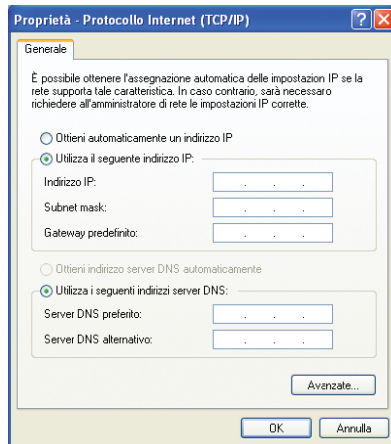 Proprietà - Protocollo Internet (TCP/IP)
Generale
È possibile ottenere l'assegnazione automatica delle impostazion IP se la
rete supporta tale caratteristica. In caso contrario, sarà necessario
richiedere all'amministratore di rete le impostazioni IP corrette.
Ottieni automaticamente un indirizzo IP
Utilizza il seguente indirizzo IP:
Indirizzo IP:
Subnet mask:
Gateway predefinito:
Ottieni indirizzo server DNS automaticamente
Utilizza i seguenti indirizzi server DNS:
Server DNS preferito:
Server DNS alternativo:
Avanzate...
OK Annulla